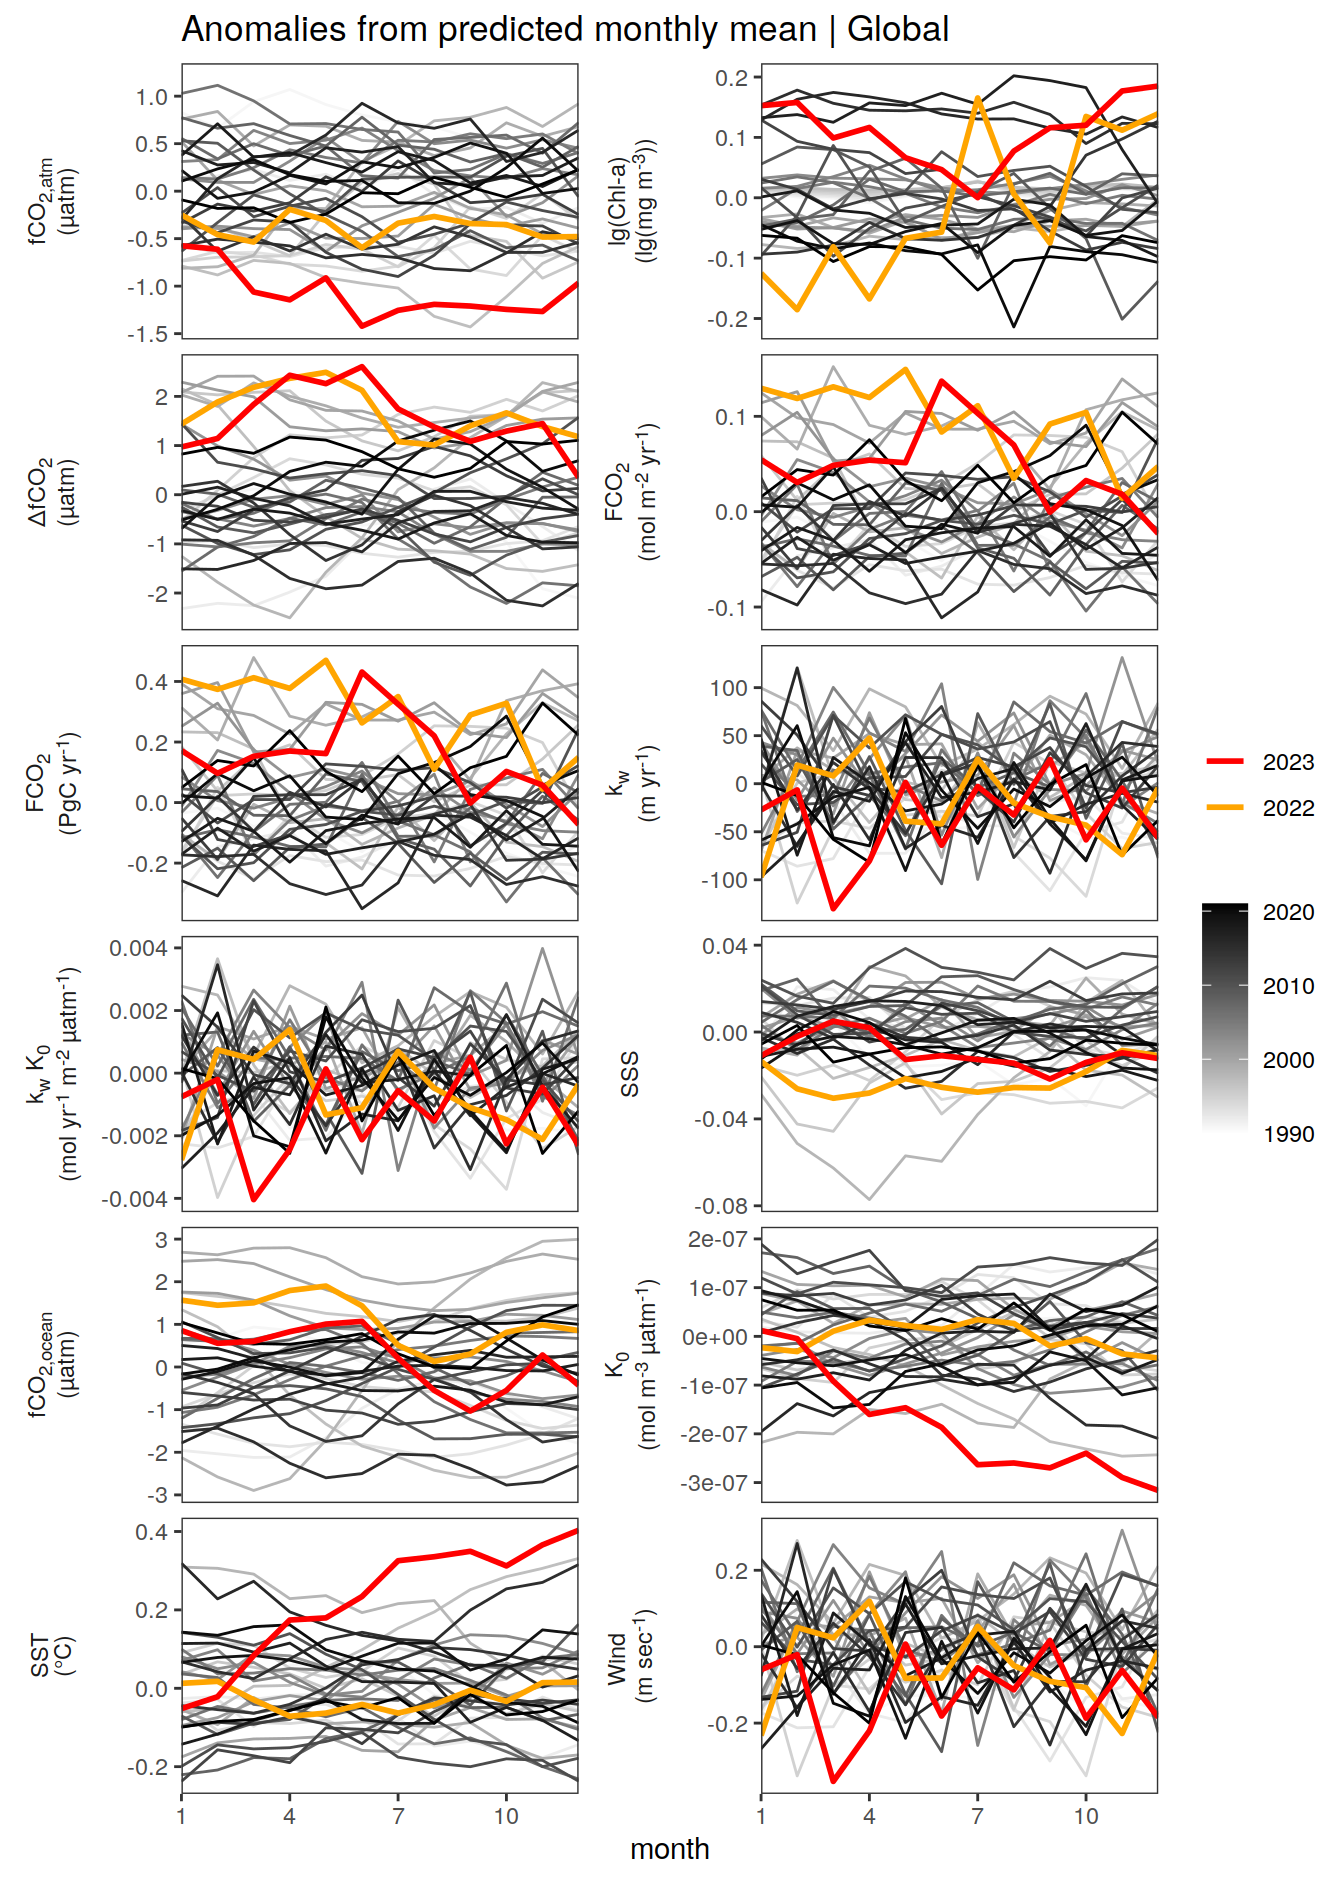 Anomalies from predicted monthly mean | Global
fCO2,atm
(µatm)
1.0
0.5
0.0
-0.5
-1.0
-1.5
lg(Chl-a)
(lg(mg m-3))
0.2
0.1
0.0
-0.1
-0.2
ΔfCO2
(µatm)
2
1
0
-1
-2
FCO2
(mol m-2 yr-1)
0.1
0.0
-0.1
FCO2
(PgC yr-1)
0.4
0.2
0.0
-0.2
kw
(m yr-1)
100
50
0
-50
-100
kw K0
(mol yr-1 m-2 µatm-1)
0.004
0.002
0.000
-0.002
-0.004
SSS
0.04
0.00
-0.04
-0.08
fCO2,ocean
(µatm)
3
2
1
0
-1
-2
-3
K0
(mol m-3 µatm-1)
2e-07
1e-07
0e+00
-1e-07
-2e-07
-3e-07
SST
(°C)
0.4
0.2
0.0
-0.2
Wind
(m sec-1)
0.2
0.0
-0.2
1 4 7 10
1 4 7 10
month
2023
2022
2020
2010
2000
1990